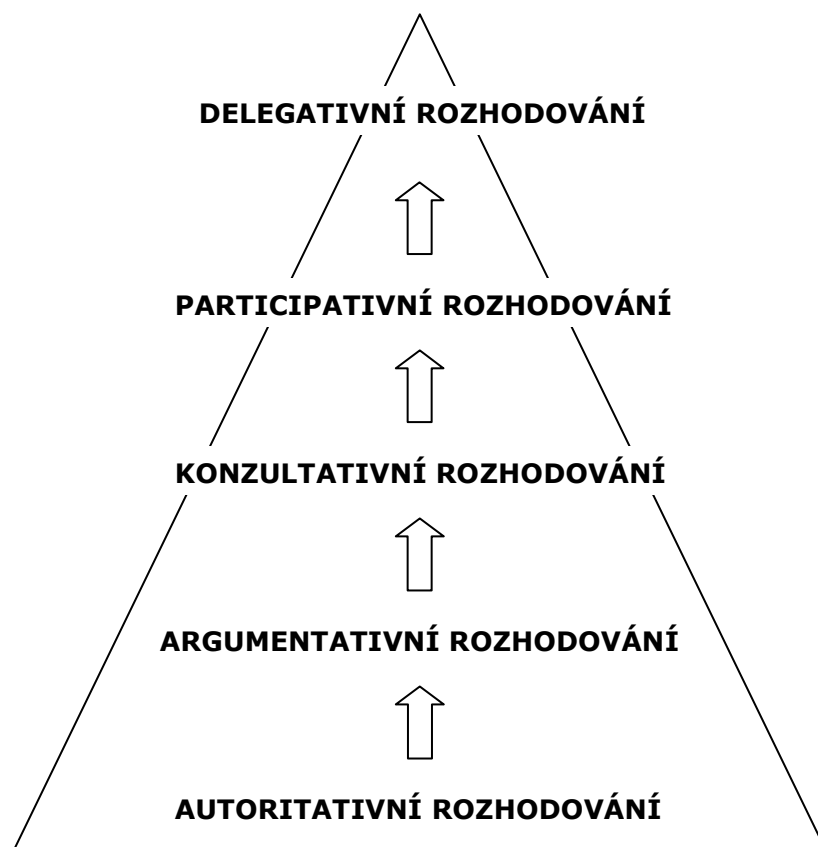 DELEGATIVNÍ ROZHODOVÁNÍ
PARTICIPATIVNÍ ROZHODOVÁNÍ
KONZULTATIVNÍ ROZHODOVÁNÍ
ARGUMENTATIVNÍ ROZHODOVÁNÍ
AUTORITATIVNÍ ROZHODOVÁNÍ